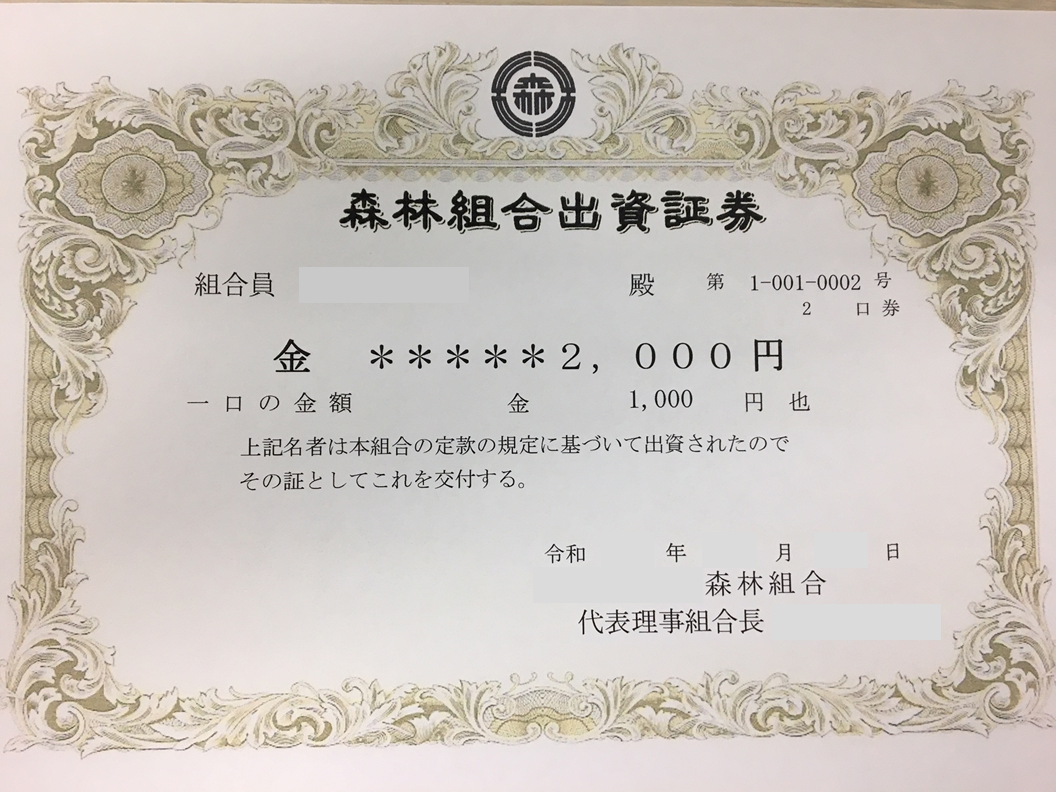 森
森林組合出資証券
組合員 殿 第 1-001-0002 号
2 口券
金 *****2,000円
一口の金額 金 1,000 円也
上記名者は本組合の定款の規定に基づいて出資されたので
その証としてこれを交付する。
令和 年 月 日
森林組合
代表理事組合長